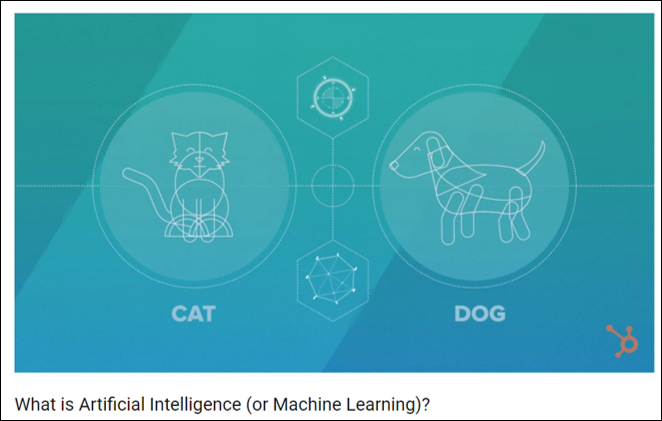 CAT
DOG
What is Artificial Intelligence (or Machine Learning)?